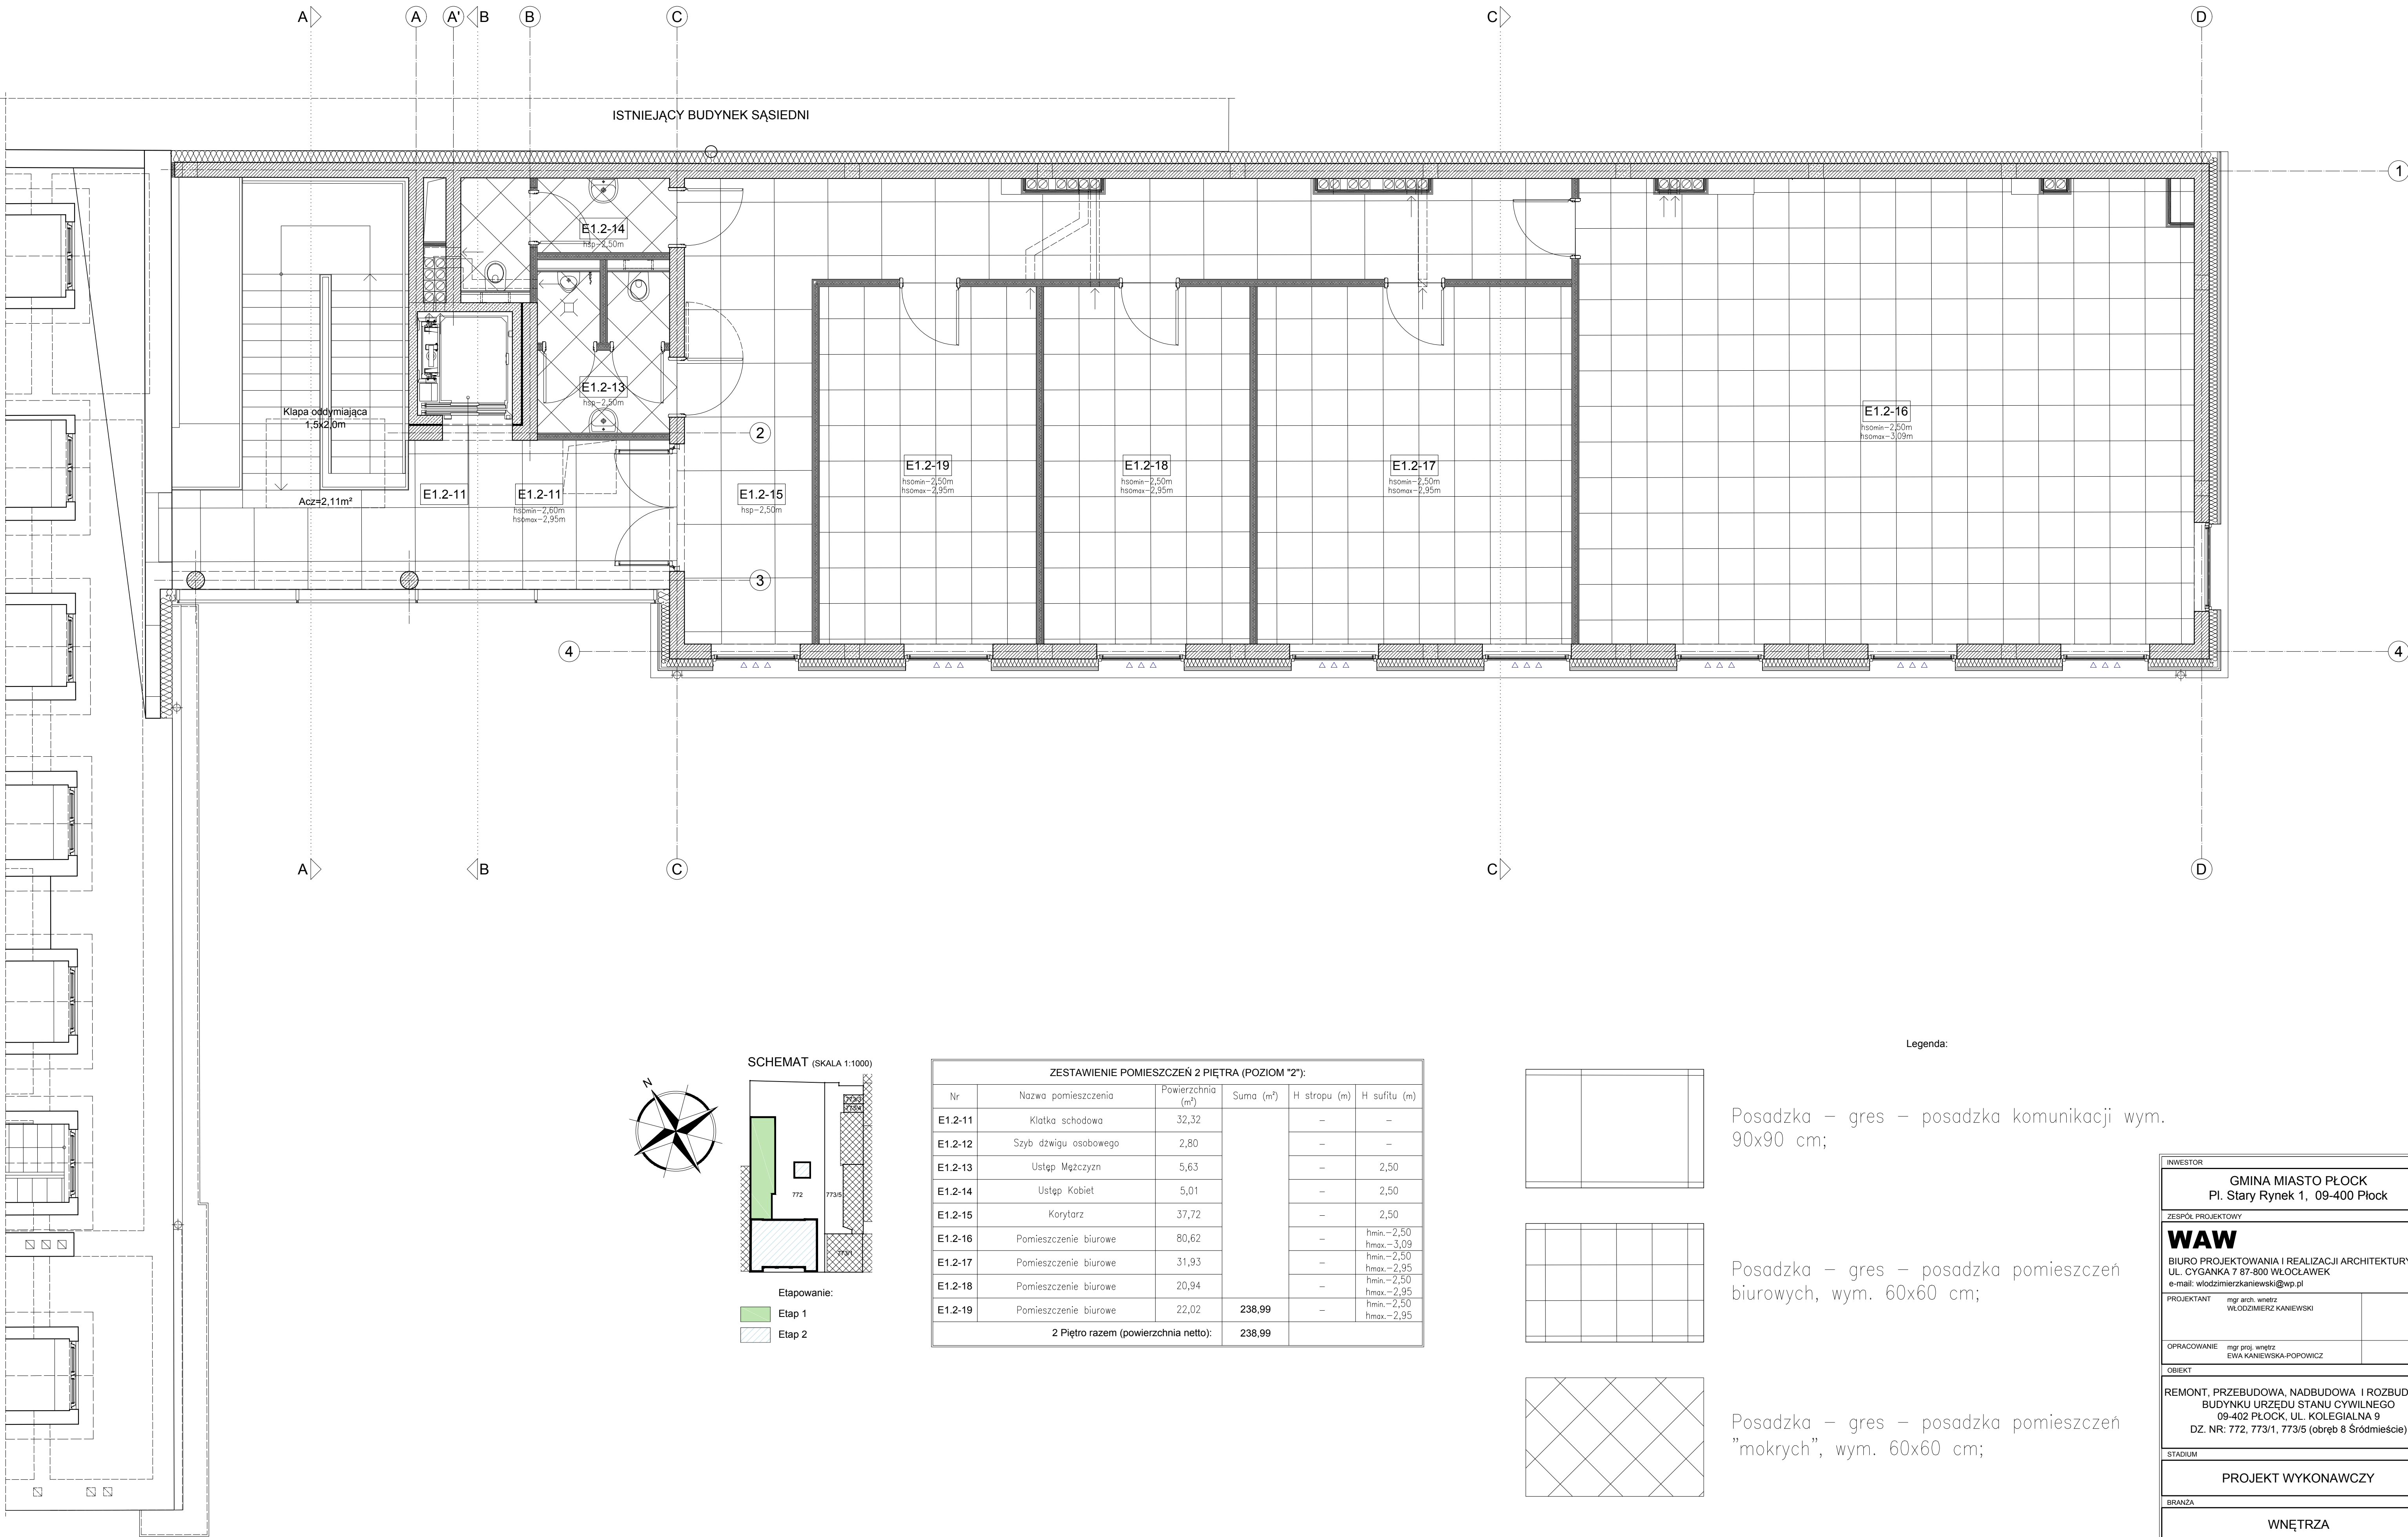 A
A
A'
B
B
C
C
D
ISTNIEJĄCY BUDYNEK SĄSIEDNI
1
E1.2-14
hsp-2,50m
E1.2-13
hsp-2,50m
Klapa oddymiająca
1,5x2,0m
Acz=2,11m²
2
E1.2-11
E1.2-11
hsomin-2,60m
hsomax-2,95m
E1.2-15
hsp-2,50m
E1.2-19
hsomin-2,50m
hsomax-2,95m
E1.2-18
hsomin-2,50m
hsomax-2,95m
E1.2-17
hsomin-2,50m
hsomax-2,95m
E1.2-16
hsomin-2,50m
hsomax-3,09m
3
4
4
A
B
C
C
D
N
SCHEMAT (SKALA 1:1000)
773/3
773/4
772
773/5
773/1
Etapowanie:
Etap 1
Etap 2
ZESTAWIENIE POMIESZCZEŃ 2 PIĘTRA (POZIOM "2"):
Nr Nazwa pomieszczenia Powierzchnia (m²) Suma (m²) H stropu (m) H sufitu (m)
E1.2-11 Klatka schodowa 32,32 – –
E1.2-12 Szyb dźwigu osobowego 2,80 – –
E1.2-13 Ustęp Mężczyzn 5,63 – 2,50
E1.2-14 Ustęp Kobiet 5,01 – 2,50
E1.2-15 Korytarz 37,72 – 2,50
E1.2-16 Pomieszczenie biurowe 80,62 – hmin.-2,50 hmax.-3,09
E1.2-17 Pomieszczenie biurowe 31,93 – hmin.-2,50 hmax.-2,95
E1.2-18 Pomieszczenie biurowe 20,94 – hmin.-2,50 hmax.-2,95
E1.2-19 Pomieszczenie biurowe 22,02 238,99 – hmin.-2,50 hmax.-2,95
2 Piętro razem (powierzchnia netto): 238,99
Legenda:
Posadzka – gres – posadzka komunikacji wym.
90x90 cm;
Posadzka – gres – posadzka pomieszczeń
biurowych, wym. 60x60 cm;
Posadzka – gres – posadzka pomieszczeń
"mokrych", wym. 60x60 cm;
INWESTOR
GMINA MIASTO PŁOCK
Pl. Stary Rynek 1, 09-400 Płock
ZESPÓŁ PROJEKTOWY
WAW
BIURO PROJEKTOWANIA I REALIZACJI ARCHITEKTURY
UL. CYGANKA 7 87-800 WŁOCŁAWEK
e-mail: wlodzimierzkaniewski@wp.pl
PROJEKTANT mgr arch. wnetrz
WŁODZIMIERZ KANIEWSKI
OPRACOWANIE mgr proj. wnętrz
EWA KANIEWSKA-POPOWICZ
OBIEKT
REMONT, PRZEBUDOWA, NADBUDOWA I ROZBUD
BUDYNKU URZĘDU STANU CYWILNEGO
09-402 PŁOCK, UL. KOLEGIALNA 9
DZ. NR: 772, 773/1, 773/5 (obręb 8 Śródmieście)
STADIUM
PROJEKT WYKONAWCZY
BRANŻA
WNĘTRZA